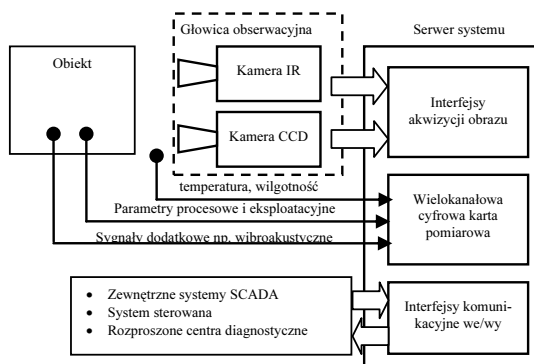 Głowica obserwacyjna
Serwer systemu
Obiekt
Kamera IR
Kamera CCD
Interfejsy
akwizycji obrazu
temperatura, wilgotność
Parametry procesowe i eksploatacyjne
Sygnały dodatkowe np. wibroakustyczne
Wielokanałowa
cyfrowa karta
pomiarowa
● Zewnętrzne systemy SCADA
● System sterowana
● Rozproszone centra diagnostyczne
Interfejsy komuni-
kacyjne we/wy